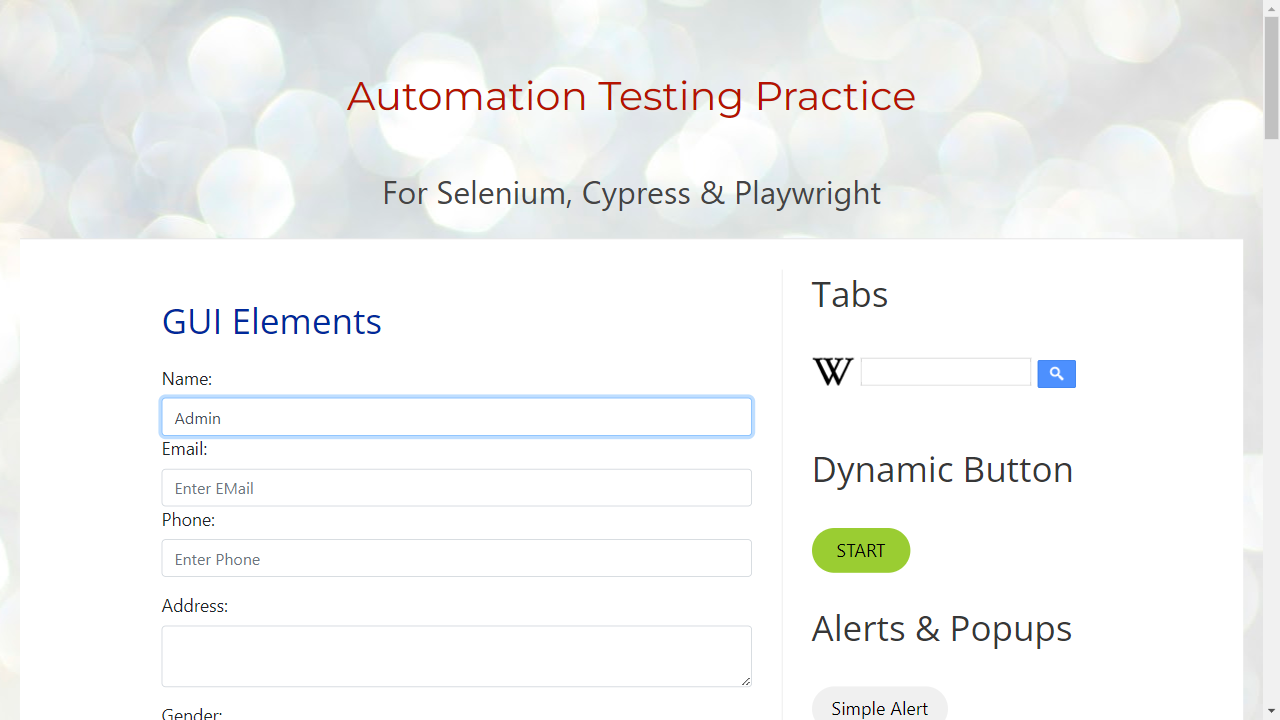 Automation Testing Practice
For Selenium, Cypress & Playwright
GUI Elements
Name:
Admin
Email:
Enter EMail
Phone:
Enter Phone
Address:
Gender:
Tabs
W
Dynamic Button
START
Alerts & Popups
Simple Alert